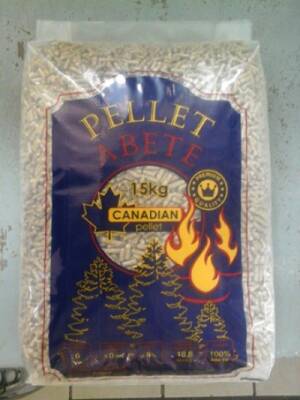 PELLET
ABETE
15kg
PREMIUM
QUALITY
CANADIAN
pellet
100%